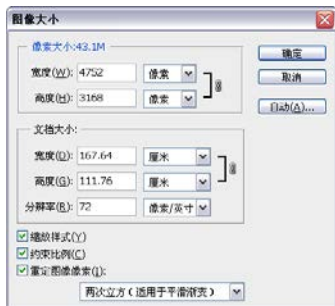 图像大小
像素大小:43.1M
确定
宽度(W): 4752 像素
取消
高度(H): 3168 像素
自动(A)...
文档大小:
宽度(D): 167.64 厘米
高度(G): 111.76 厘米
分辨率(R): 72 像素/英寸
缩放样式(Y)
约束比例(C)
重定图像像素(I):
两次立方(适用于平滑渐变)